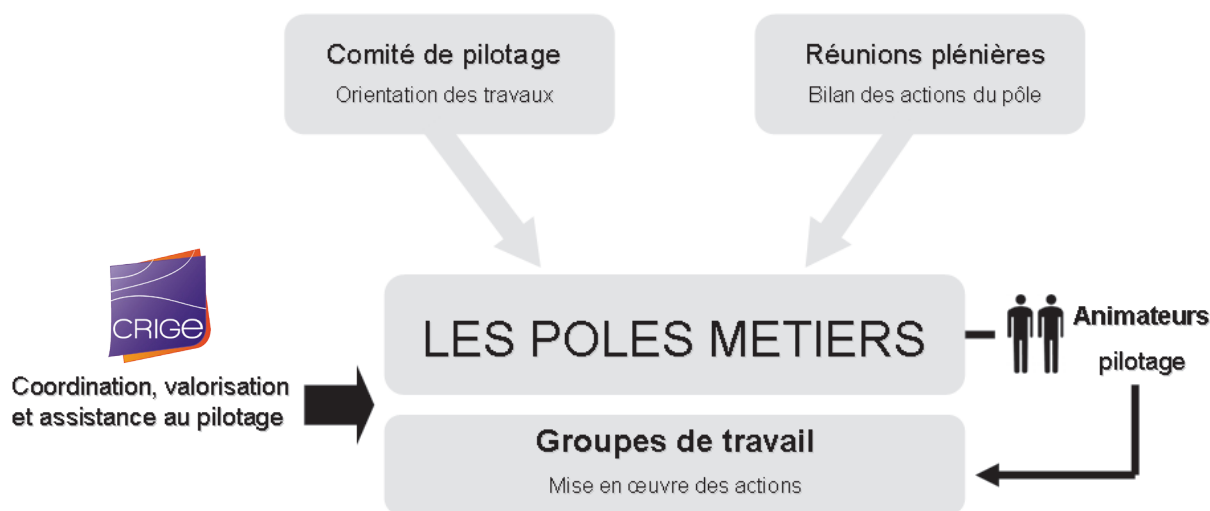 Comité de pilotage
Orientation des travaux
Réunions plénières
Bilan des actions du pôle
CRIGe
Coordination, valorisation
et assistance au pilotage
LES POLES METIERS
Animateurs
pilotage
Groupes de travail
Mise en œuvre des actions